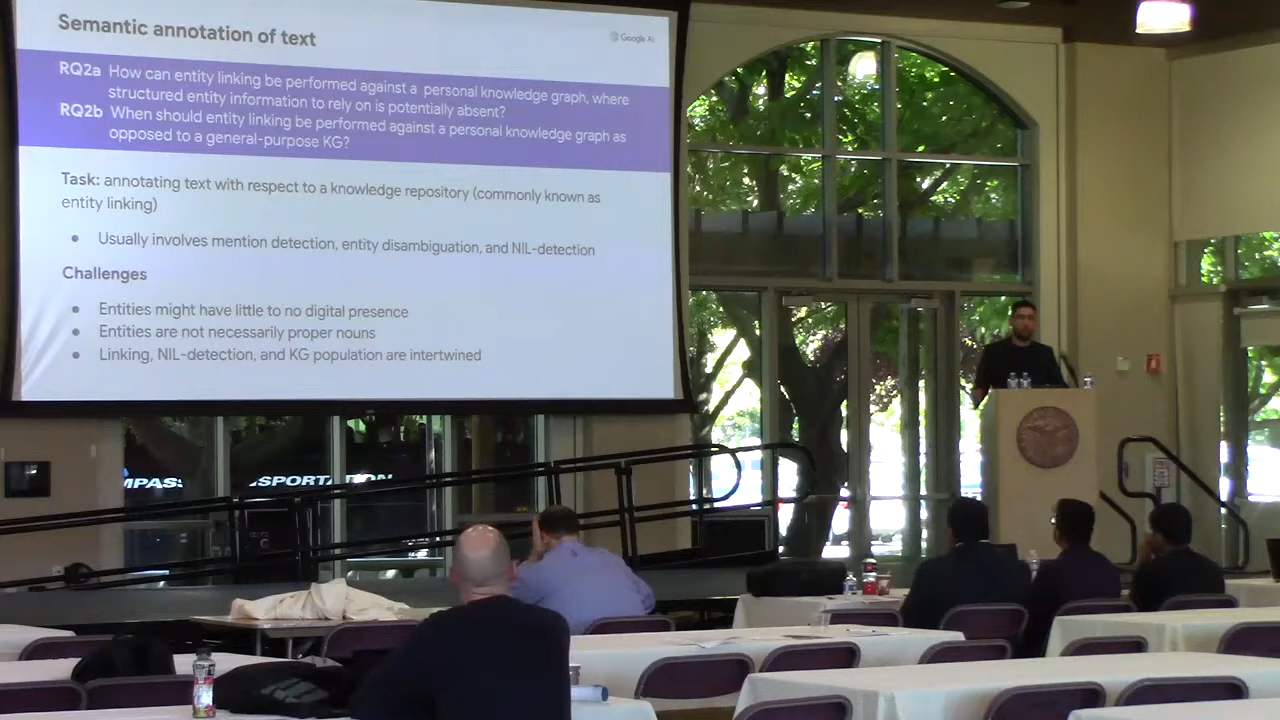 Semantic annotation of text
Google AI
RQ2a How can entity linking be performed against a personal knowledge graph, where
structured entity information to rely on is potentially absent?
RQ2b When should entity linking be performed against a personal knowledge graph as
opposed to a general-purpose KG?
Task: annotating text with respect to a knowledge repository (commonly known as
entity linking)
• Usually involves mention detection, entity disambiguation, and NIL-detection
Challenges
• Entities might have little to no digital presence
• Entities are not necessarily proper nouns
• Linking, NIL-detection, and KG population are intertwined
MPASS
SPORTATION